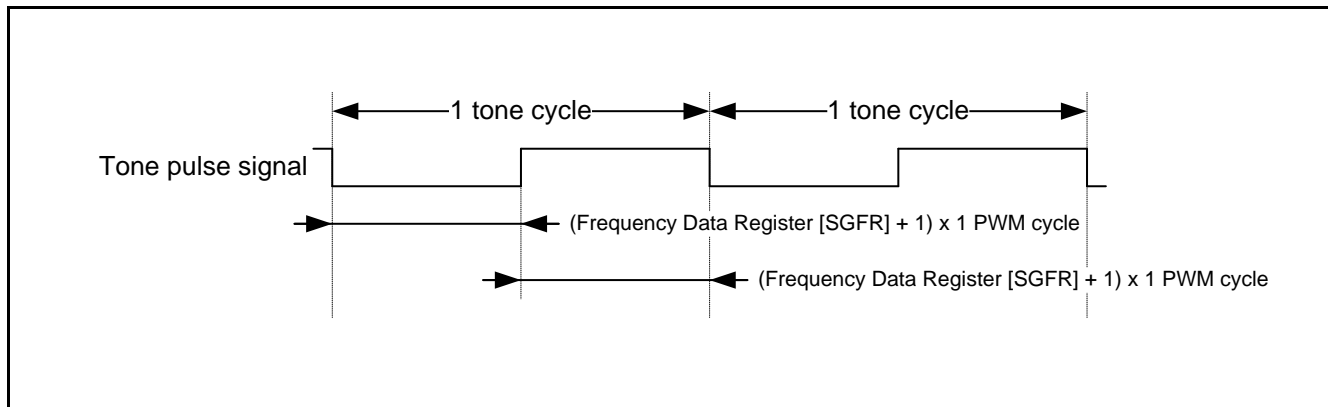 1 tone cycle 1 tone cycle
Tone pulse signal
(Frequency Data Register [SGFR] + 1) x 1 PWM cycle
(Frequency Data Register [SGFR] + 1) x 1 PWM cycle